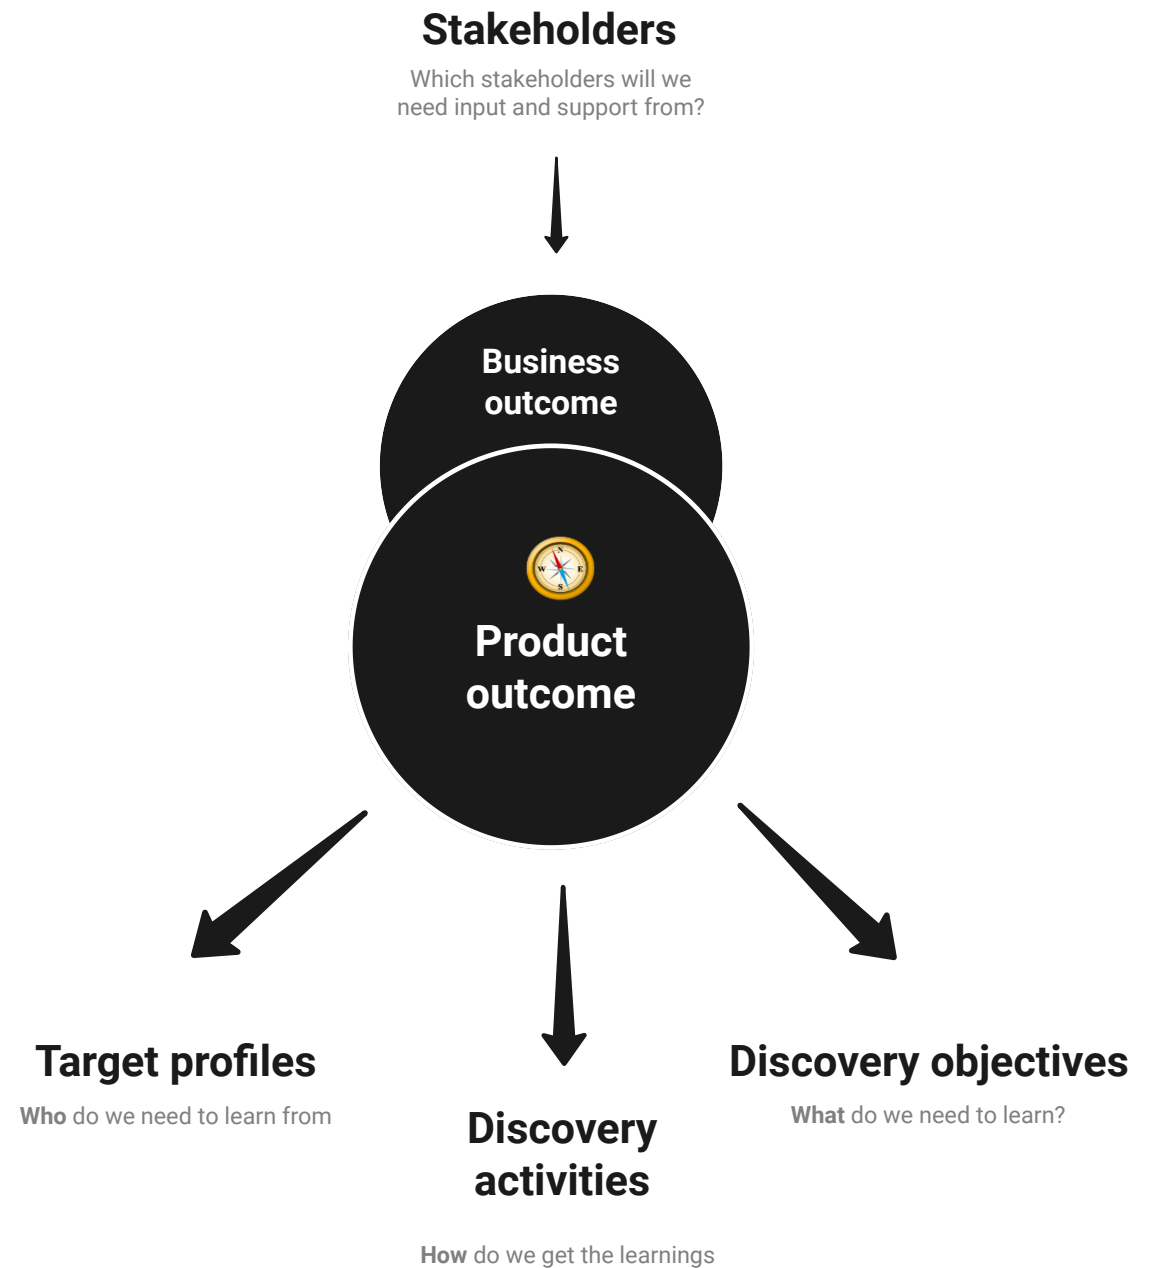 Stakeholders
Which stakeholders will we
need input and support from?
Business
outcome
S
W E
S
Product
outcome
Target profiles
Who do we need to learn from
Discovery objectives
What do we need to learn?
Discovery
activities
How do we get the learnings